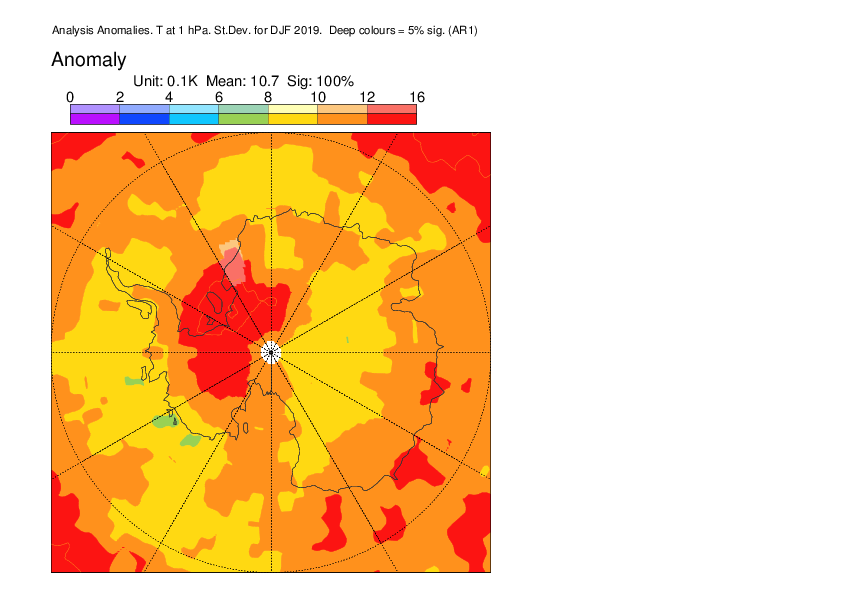 Analysis Anomalies. T at 1 hPa. St.Dev. for DJF 2019.  Deep colours = 5% sig. (AR1)
Anomaly
Unit: 0.1K  Mean: 10.7  Sig: 100%
0 2 4 6 8 10 12 16